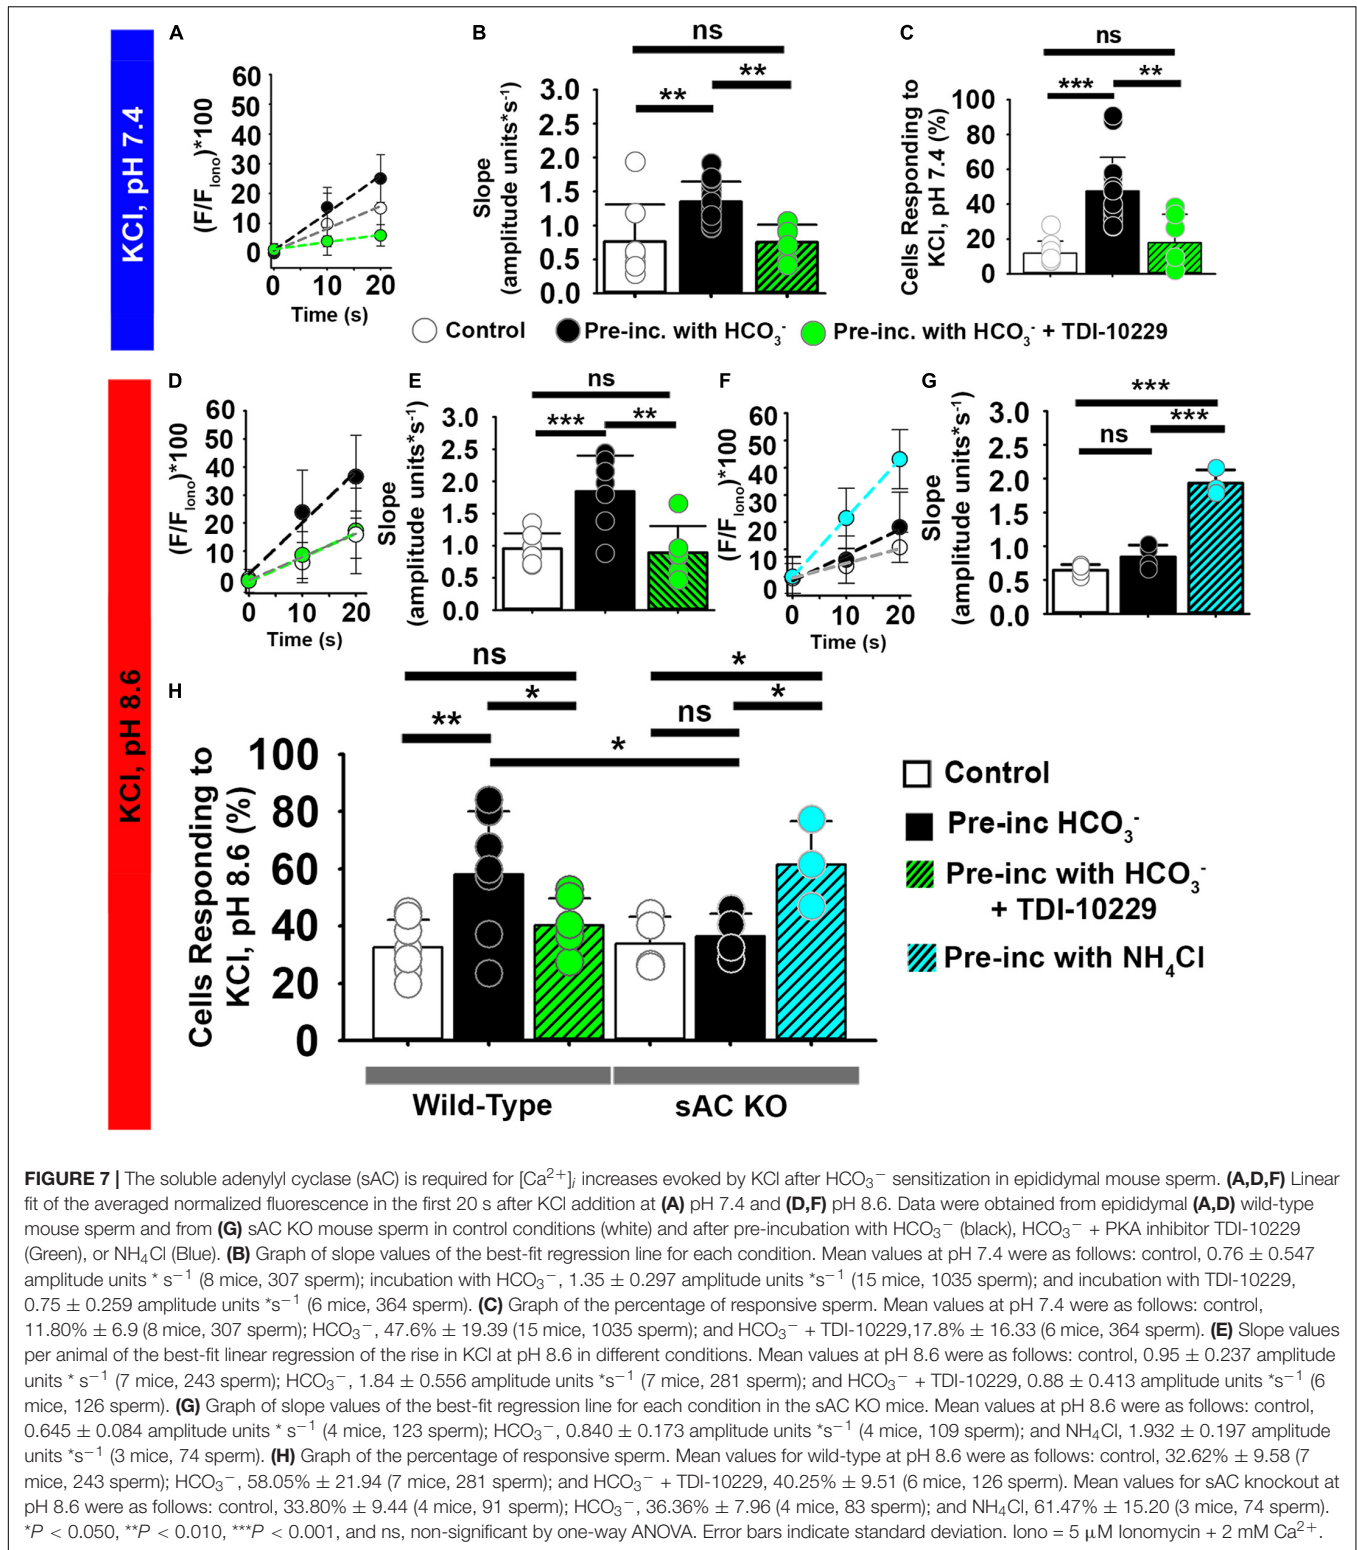 KCl, pH 7.4
A
(F/F_Iono)*100
60
50
40
30
20
10
0
0 10 20
Time (s)
B
ns
**
**
Slope
(amplitude units*s⁻¹)
3.0
2.5
2.0
1.5
1.0
0.5
0.0
C
ns
***
**
Cells Responding to
KCl, pH 7.4 (%)
100
80
60
40
20
0
Control
Pre-inc. with HCO₃⁻
Pre-inc. with HCO₃⁻ + TDI-10229
KCl, pH 8.6
D
(F/F_Iono)*100
60
50
40
30
20
10
0
0 10 20
Time (s)
E
ns
***
**
Slope
(amplitude units*s⁻¹)
3.0
2.5
2.0
1.5
1.0
0.5
0.0
F
(F/F_Iono)*100
60
50
40
30
20
10
0
0 10 20
Time (s)
G
***
***
ns
Slope
(amplitude units*s⁻¹)
3.0
2.5
2.0
1.5
1.0
0.5
0.0
H
ns
*
**
*
*
ns
*
Cells Responding to
KCl, pH 8.6 (%)
100
80
60
40
20
0
Wild-Type
sAC KO
Control
Pre-inc HCO₃⁻
Pre-inc with HCO₃⁻
+ TDI-10229
Pre-inc with NH₄Cl
FIGURE 7 | The soluble adenylyl cyclase (sAC) is required for [Ca²⁺]i increases evoked by KCl after HCO₃⁻ sensitization in epididymal mouse sperm. (A,D,F) Linear
fit of the averaged normalized fluorescence in the first 20 s after KCl addition at (A) pH 7.4 and (D,F) pH 8.6. Data were obtained from epididymal (A,D) wild-type
mouse sperm and from (G) sAC KO mouse sperm in control conditions (white) and after pre-incubation with HCO₃⁻ (black), HCO₃⁻ + PKA inhibitor TDI-10229
(Green), or NH₄Cl (Blue). (B) Graph of slope values of the best-fit regression line for each condition. Mean values at pH 7.4 were as follows: control, 0.76 ± 0.547
amplitude units * s⁻¹ (8 mice, 307 sperm); incubation with HCO₃⁻, 1.35 ± 0.297 amplitude units *s⁻¹ (15 mice, 1035 sperm); and incubation with TDI-10229,
0.75 ± 0.259 amplitude units *s⁻¹ (6 mice, 364 sperm). (C) Graph of the percentage of responsive sperm. Mean values at pH 7.4 were as follows: control,
11.80% ± 6.9 (8 mice, 307 sperm); HCO₃⁻, 47.6% ± 19.39 (15 mice, 1035 sperm); and HCO₃⁻ + TDI-10229,17.8% ± 16.33 (6 mice, 364 sperm). (E) Slope values
per animal of the best-fit linear regression of the rise in KCl at pH 8.6 in different conditions. Mean values at pH 8.6 were as follows: control, 0.95 ± 0.237 amplitude
units * s⁻¹ (7 mice, 243 sperm); HCO₃⁻, 1.84 ± 0.556 amplitude units *s⁻¹ (7 mice, 281 sperm); and HCO₃⁻ + TDI-10229, 0.88 ± 0.413 amplitude units *s⁻¹ (6
mice, 126 sperm). (G) Graph of slope values of the best-fit regression line for each condition in the sAC KO mice. Mean values at pH 8.6 were as follows: control,
0.645 ± 0.084 amplitude units * s⁻¹ (4 mice, 123 sperm); HCO₃⁻, 0.840 ± 0.173 amplitude units *s⁻¹ (4 mice, 109 sperm); and NH₄Cl, 1.932 ± 0.197 amplitude
units *s⁻¹ (3 mice, 74 sperm). (H) Graph of the percentage of responsive sperm. Mean values for wild-type at pH 8.6 were as follows: control, 32.62% ± 9.58 (7
mice, 243 sperm); HCO₃⁻, 58.05% ± 21.94 (7 mice, 281 sperm); and HCO₃⁻ + TDI-10229, 40.25% ± 9.51 (6 mice, 126 sperm). Mean values for sAC knockout at
pH 8.6 were as follows: control, 33.80% ± 9.44 (4 mice, 91 sperm); HCO₃⁻, 36.36% ± 7.96 (4 mice, 83 sperm); and NH₄Cl, 61.47% ± 15.20 (3 mice, 74 sperm).
*P < 0.050, **P < 0.010, ***P < 0.001, and ns, non-significant by one-way ANOVA. Error bars indicate standard deviation. Iono = 5 μM Ionomycin + 2 mM Ca²⁺.